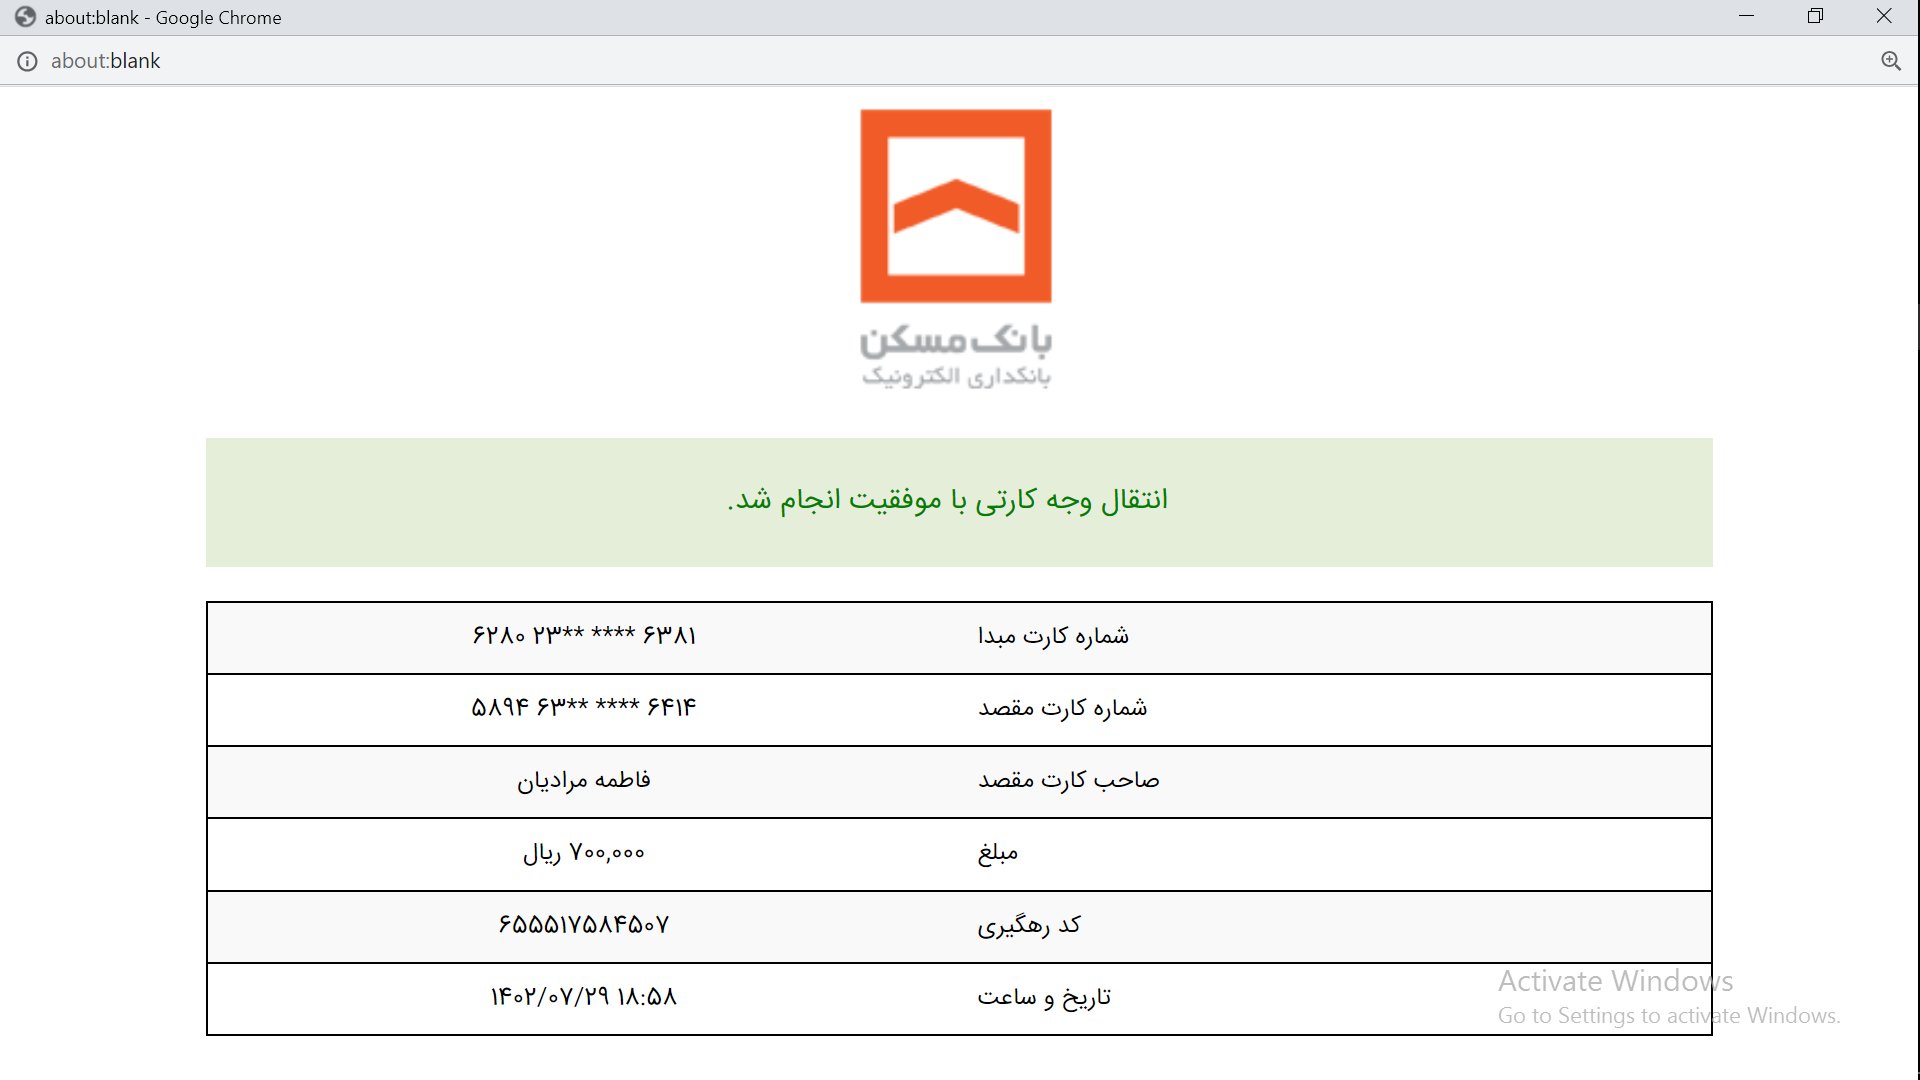 about:blank - Google Chrome
about:blank
بانک مسکن
بانکداری الکترونیک
انتقال وجه کارتی با موفقیت انجام شد.
شماره کارت مبدا ۶۲۸۰ ۲۳** **** ۶۳۸۱
شماره کارت مقصد ۵۸۹۴ ۶۳** **** ۶۴۱۴
صاحب کارت مقصد فاطمه مرادیان
مبلغ ۷۰۰,۰۰۰ ریال
کد رهگیری ۶۵۵۵۱۷۵۸۴۵۰۷
تاریخ و ساعت ۱۴۰۲/۰۷/۲۹ ۱۸:۵۸
Activate Windows
Go to Settings to activate Windows.